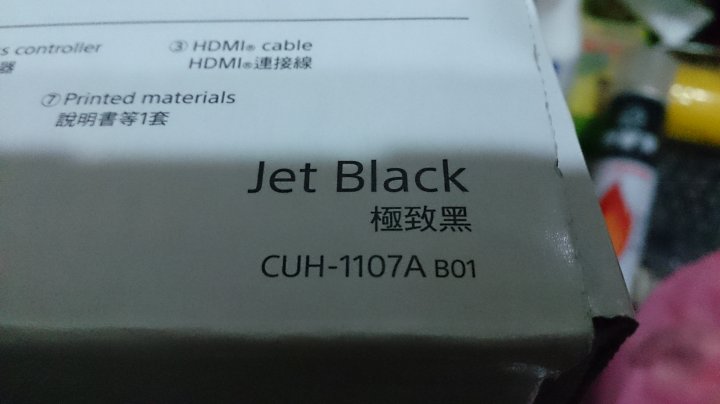 s controller
器
③ HDMI® cable
HDMI®連接線
⑦ Printed materials
說明書等1套
Jet Black
極致黑
CUH-1107A B01